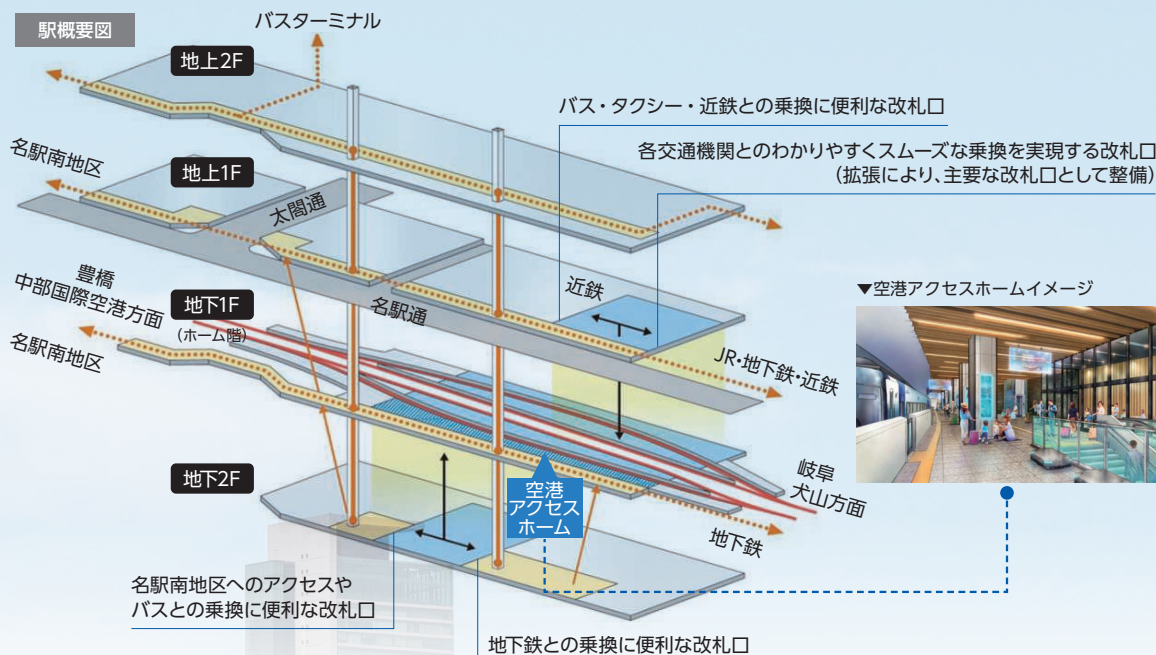 駅概要図
バスターミナル
地上2F
バス・タクシー・近鉄との乗換に便利な改札口
各交通機関とのわかりやすくスムーズな乗換を実現する改札口
(拡張により、主要な改札口として整備)
名駅南地区
地上1F
太閤通
豊橋
中部国際空港方面
地下1F
(ホーム階)
名駅通
近鉄
▼空港アクセスホームイメージ
名駅南地区
JR・地下鉄・近鉄
地下2F
空港
アクセス
ホーム
岐阜
犬山方面
地下鉄
名駅南地区へのアクセスや
バスとの乗換に便利な改札口
地下鉄との乗換に便利な改札口